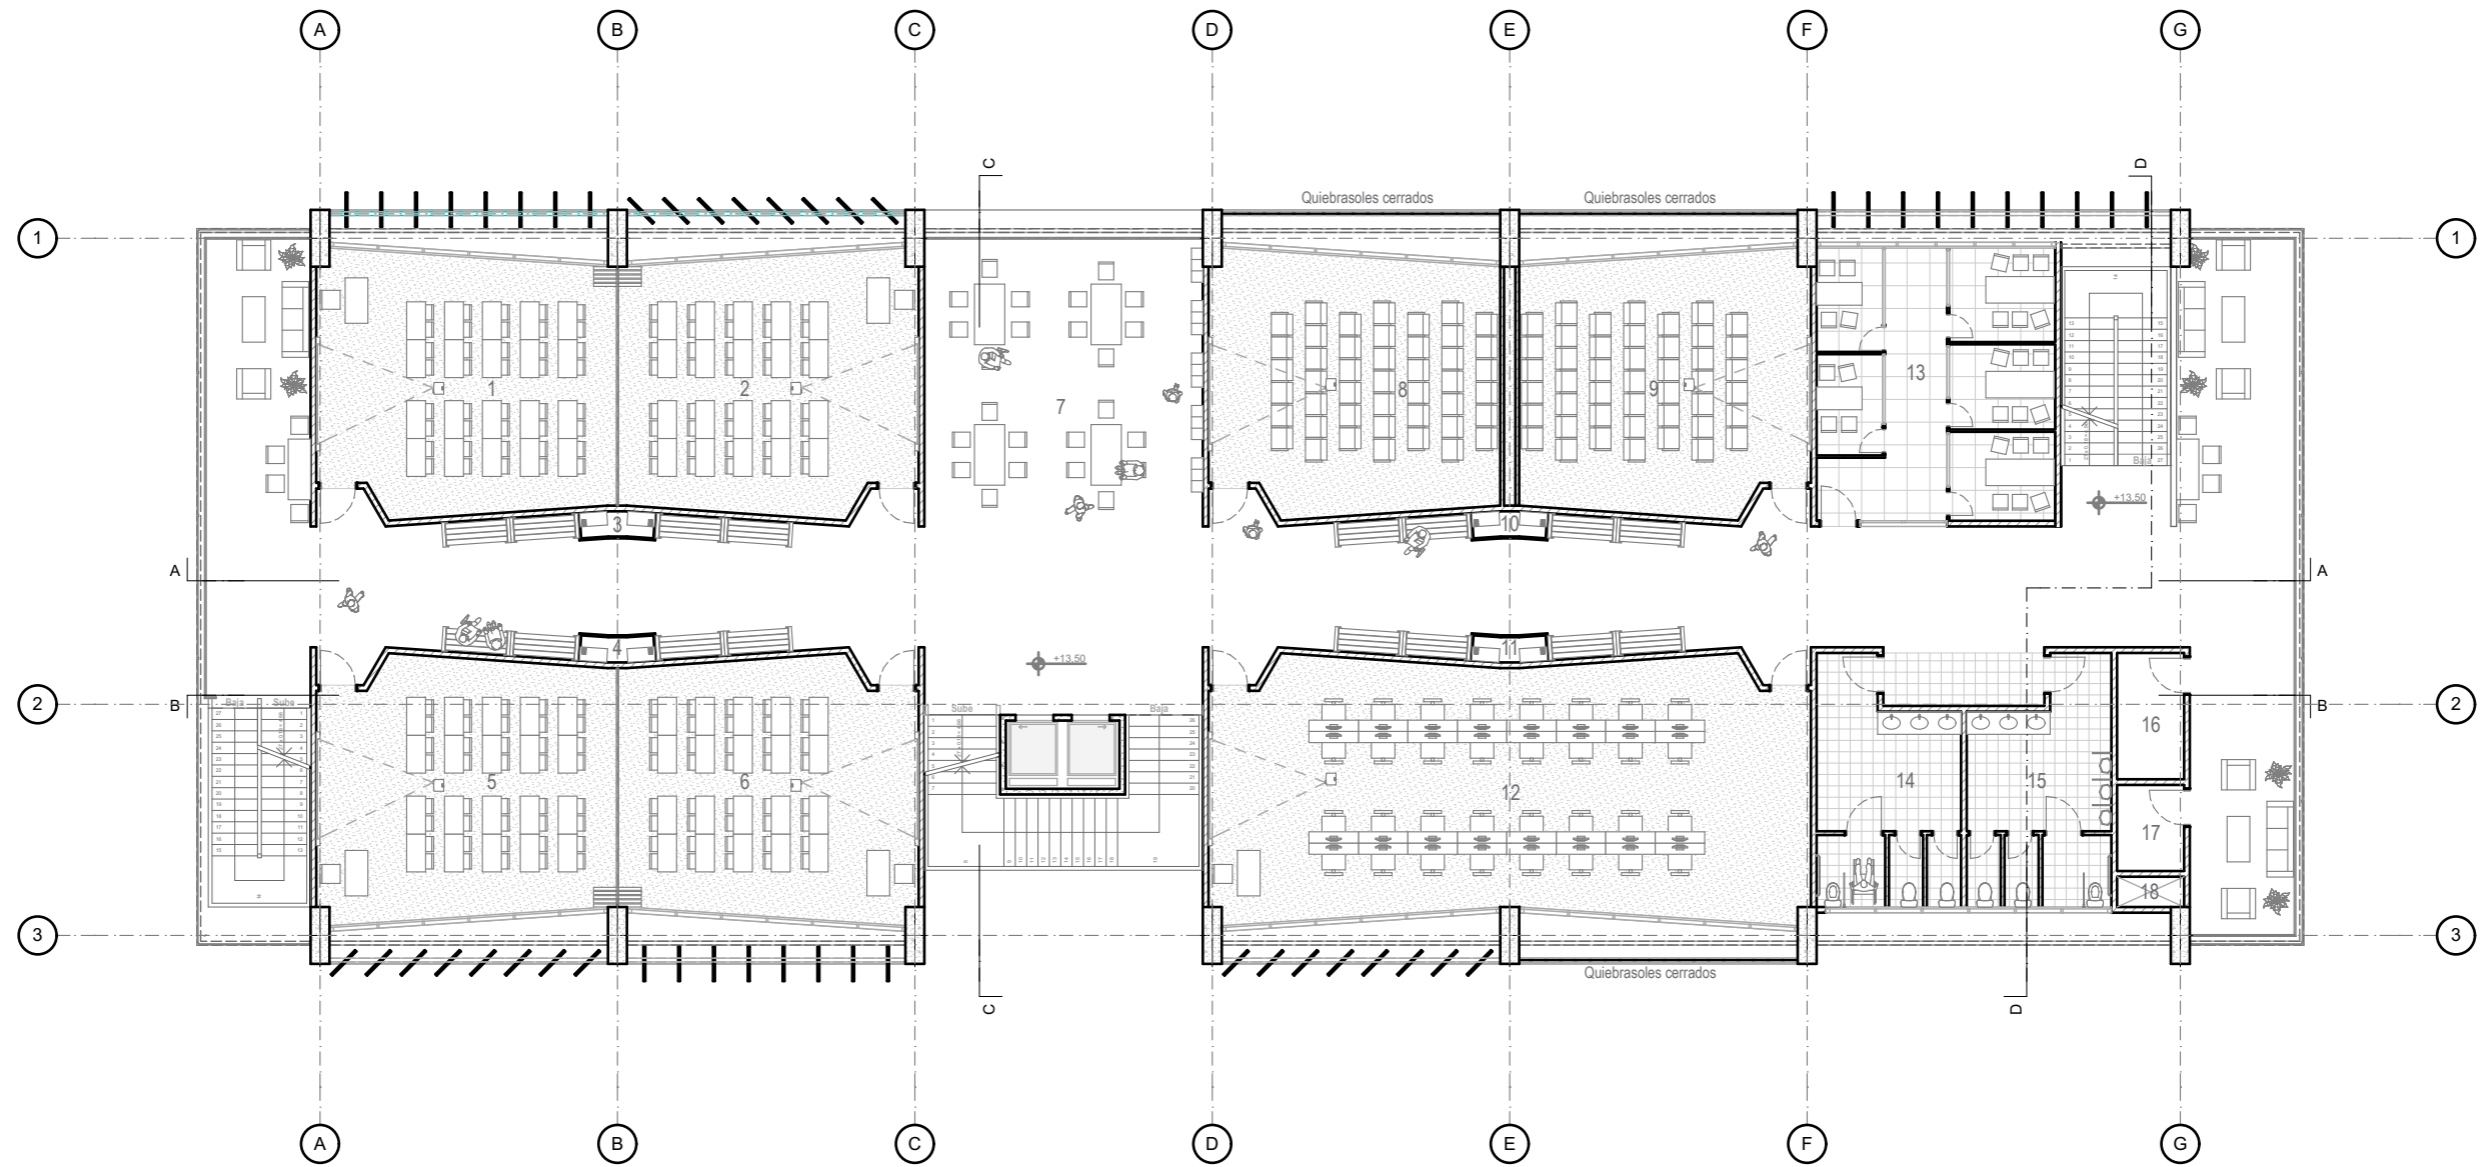 A B C D E F G
C D
Quiebrasoles cerrados Quiebrasoles cerrados
1 1
13
1 2 7 8 9
Baja
+13,50
3 10
A A
4 11
+13,50
B B
2 2
Baja Sube
Sube Baja
16
5 6 12 14 15
17
18
3 3
Quiebrasoles cerrados
C D
A B C D E F G